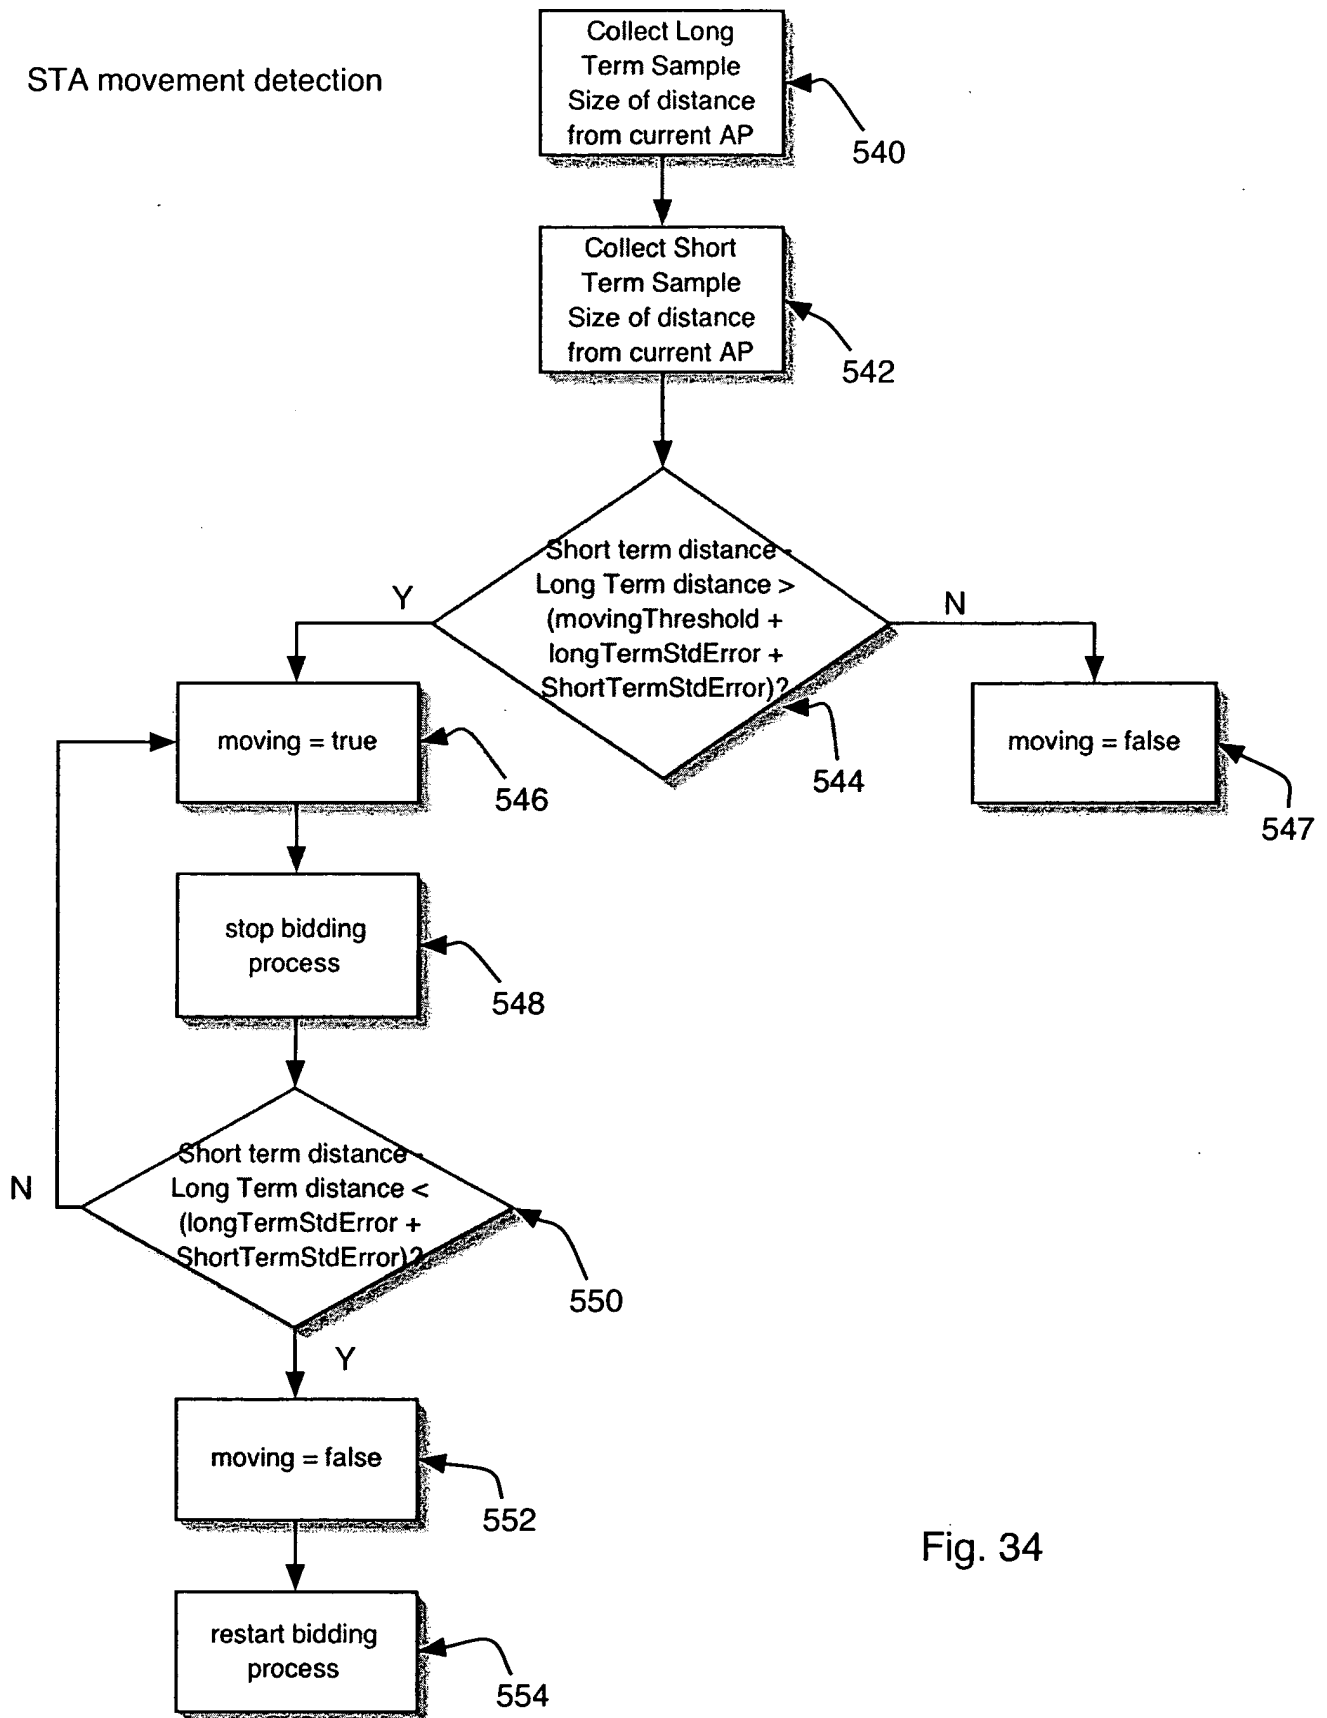 STA movement detection
Collect Long
Term Sample
Size of distance
from current AP
540
Collect Short
Term Sample
Size of distance
from current AP
542
Short term distance -
Long Term distance >
(movingThreshold +
longTermStdError +
ShortTermStdError)?
Y
N
544
moving = true
546
moving = false
547
stop bidding
process
548
Short term distance -
Long Term distance <
(longTermStdError +
ShortTermStdError)?
N
550
Y
moving = false
552
restart bidding
process
554
Fig. 34